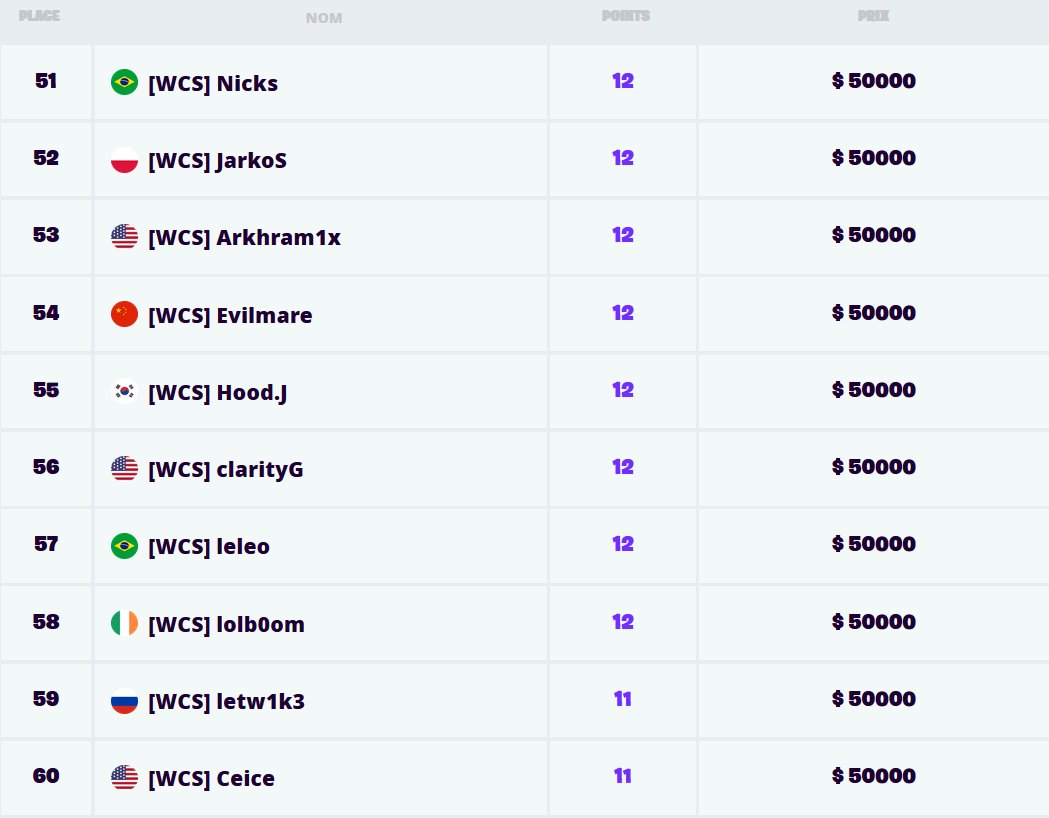 PLACE NOM POINTS PRIX
51 [WCS] Nicks 12 $ 50000
52 [WCS] JarkoS 12 $ 50000
53 [WCS] Arkhram1x 12 $ 50000
54 [WCS] Evilmare 12 $ 50000
55 [WCS] Hood.J 12 $ 50000
56 [WCS] clarityG 12 $ 50000
57 [WCS] leleo 12 $ 50000
58 [WCS] lolb0om 12 $ 50000
59 [WCS] letw1k3 11 $ 50000
60 [WCS] Ceice 11 $ 50000